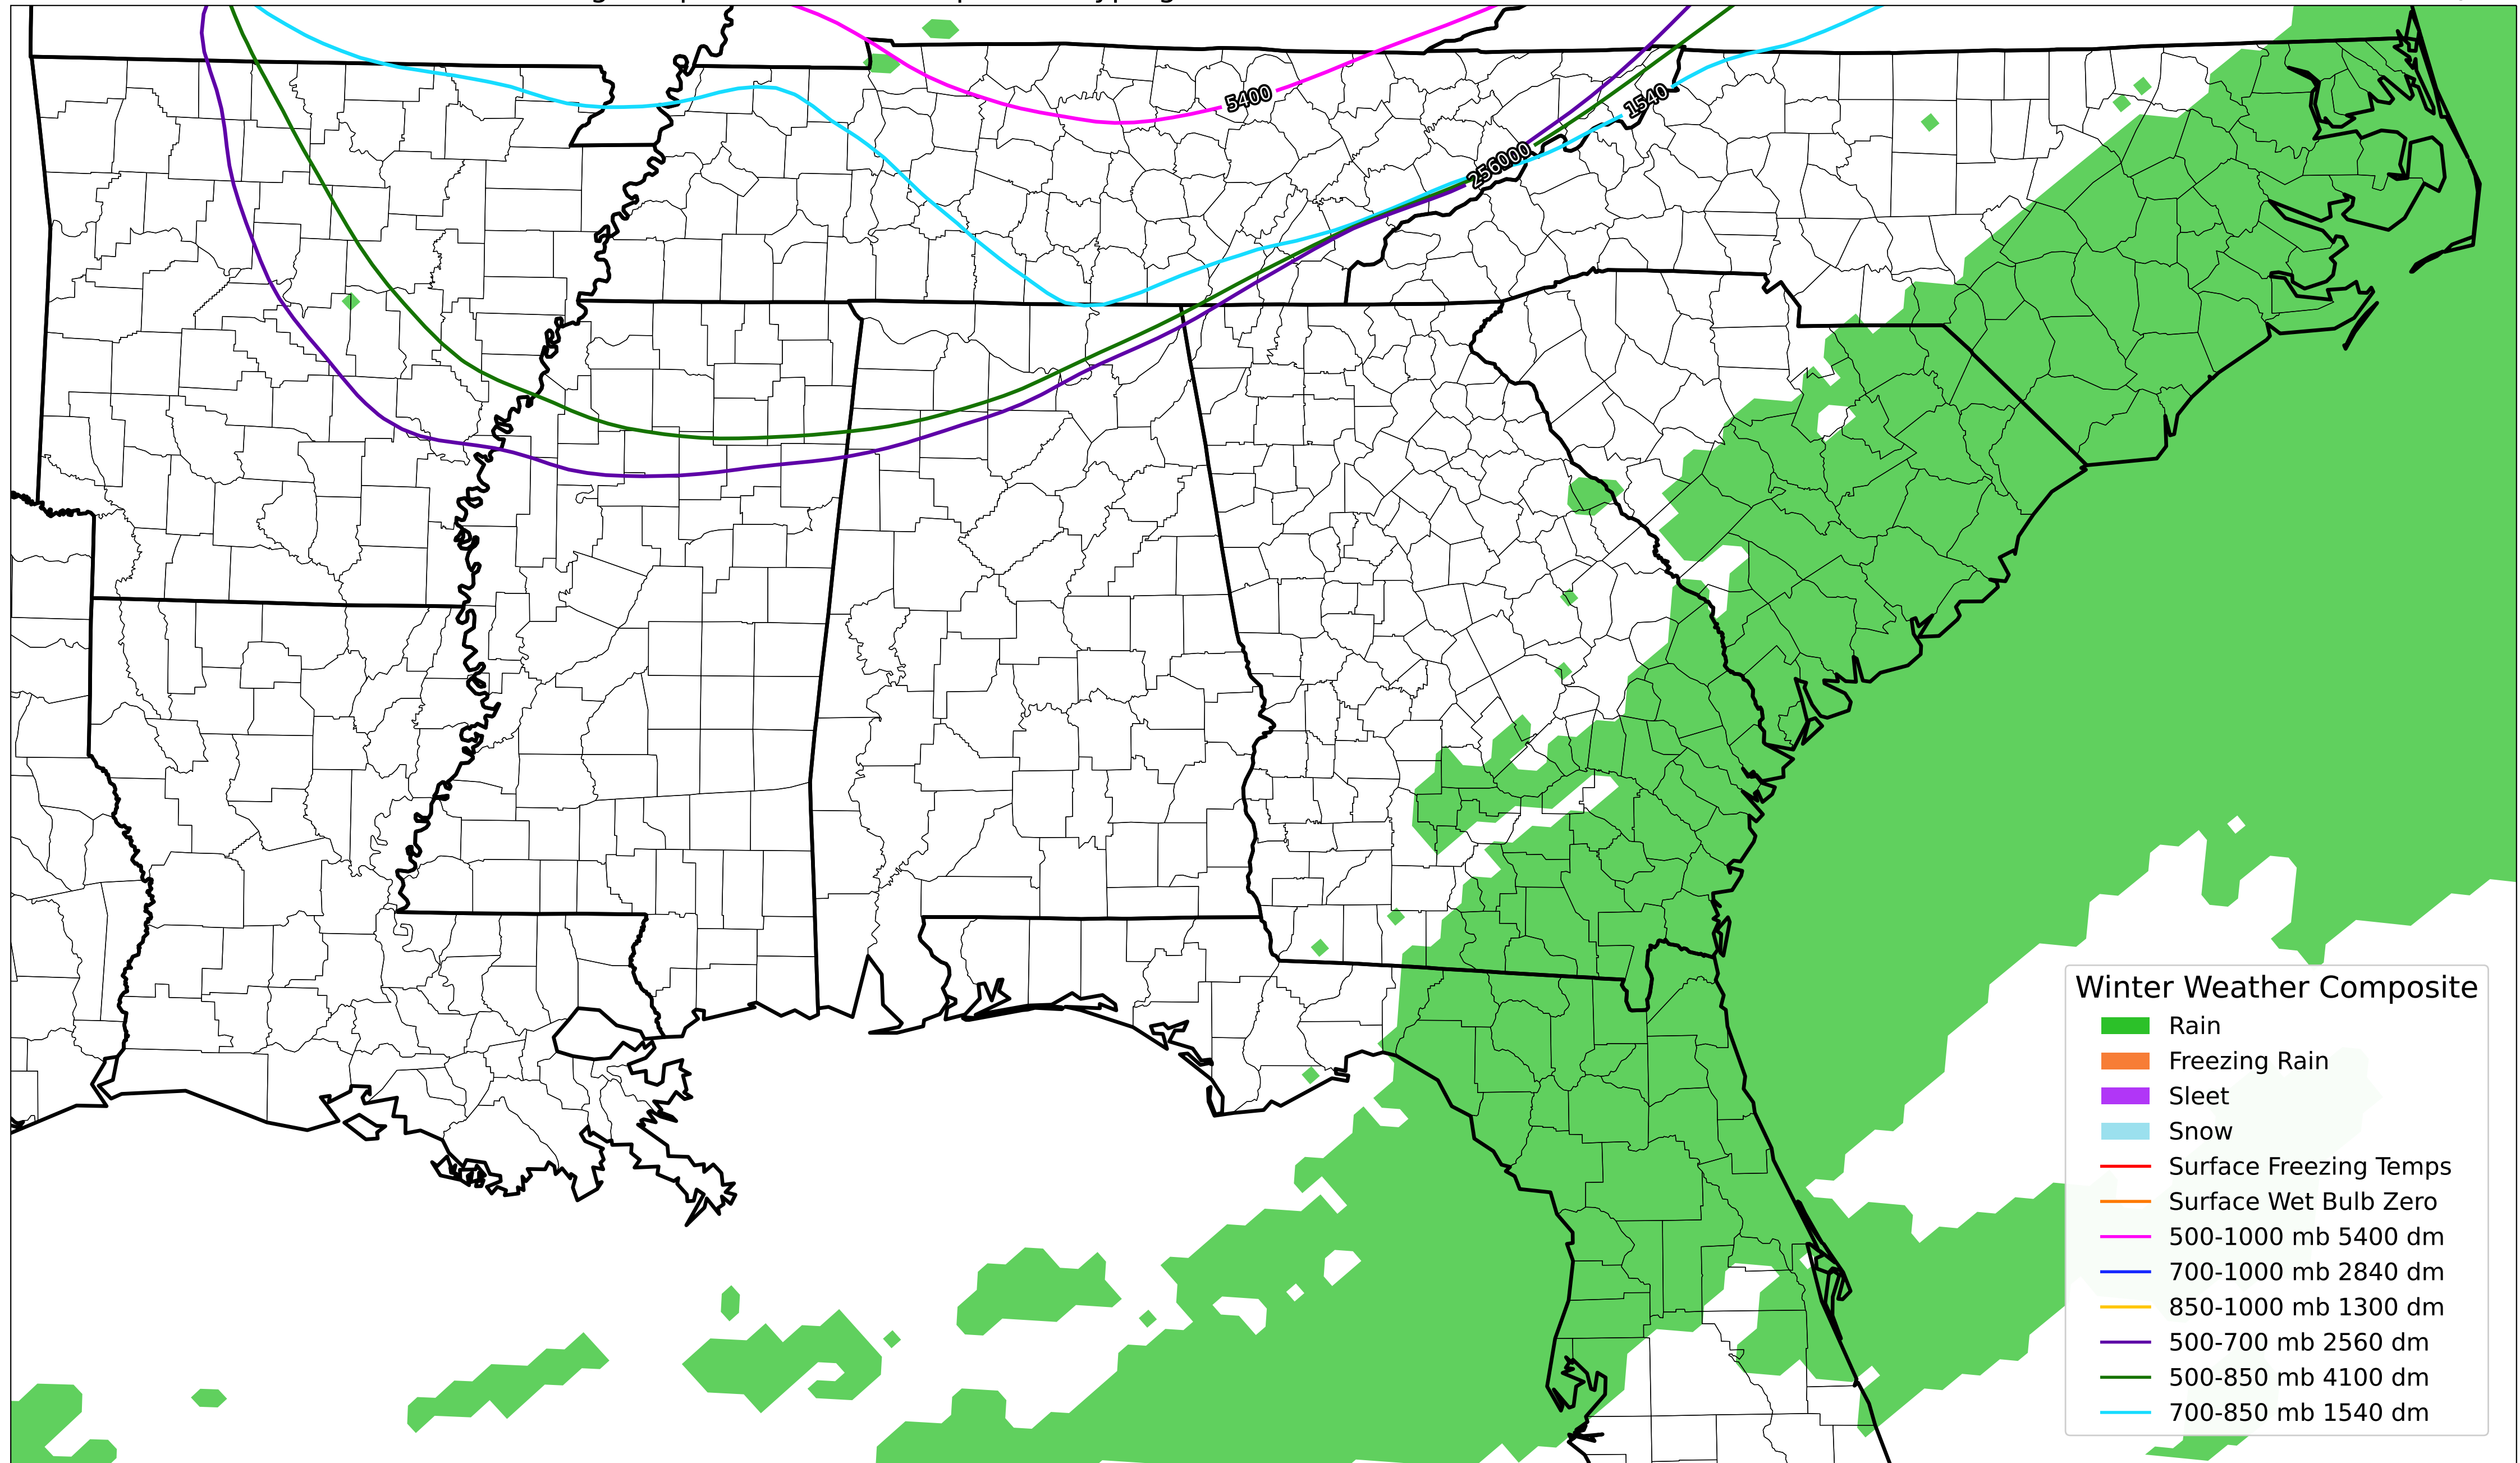 5400
1540
256000
Winter Weather Composite
Rain
Freezing Rain
Sleet
Snow
Surface Freezing Temps
Surface Wet Bulb Zero
500-1000 mb 5400 dm
700-1000 mb 2840 dm
850-1000 mb 1300 dm
500-700 mb 2560 dm
500-850 mb 4100 dm
700-850 mb 1540 dm